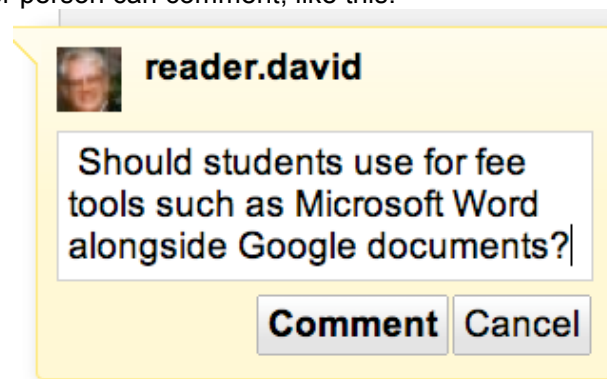 er person can comment, like this:
reader.david
Should students use for fee
tools such as Microsoft Word
alongside Google documents?
Comment Cancel